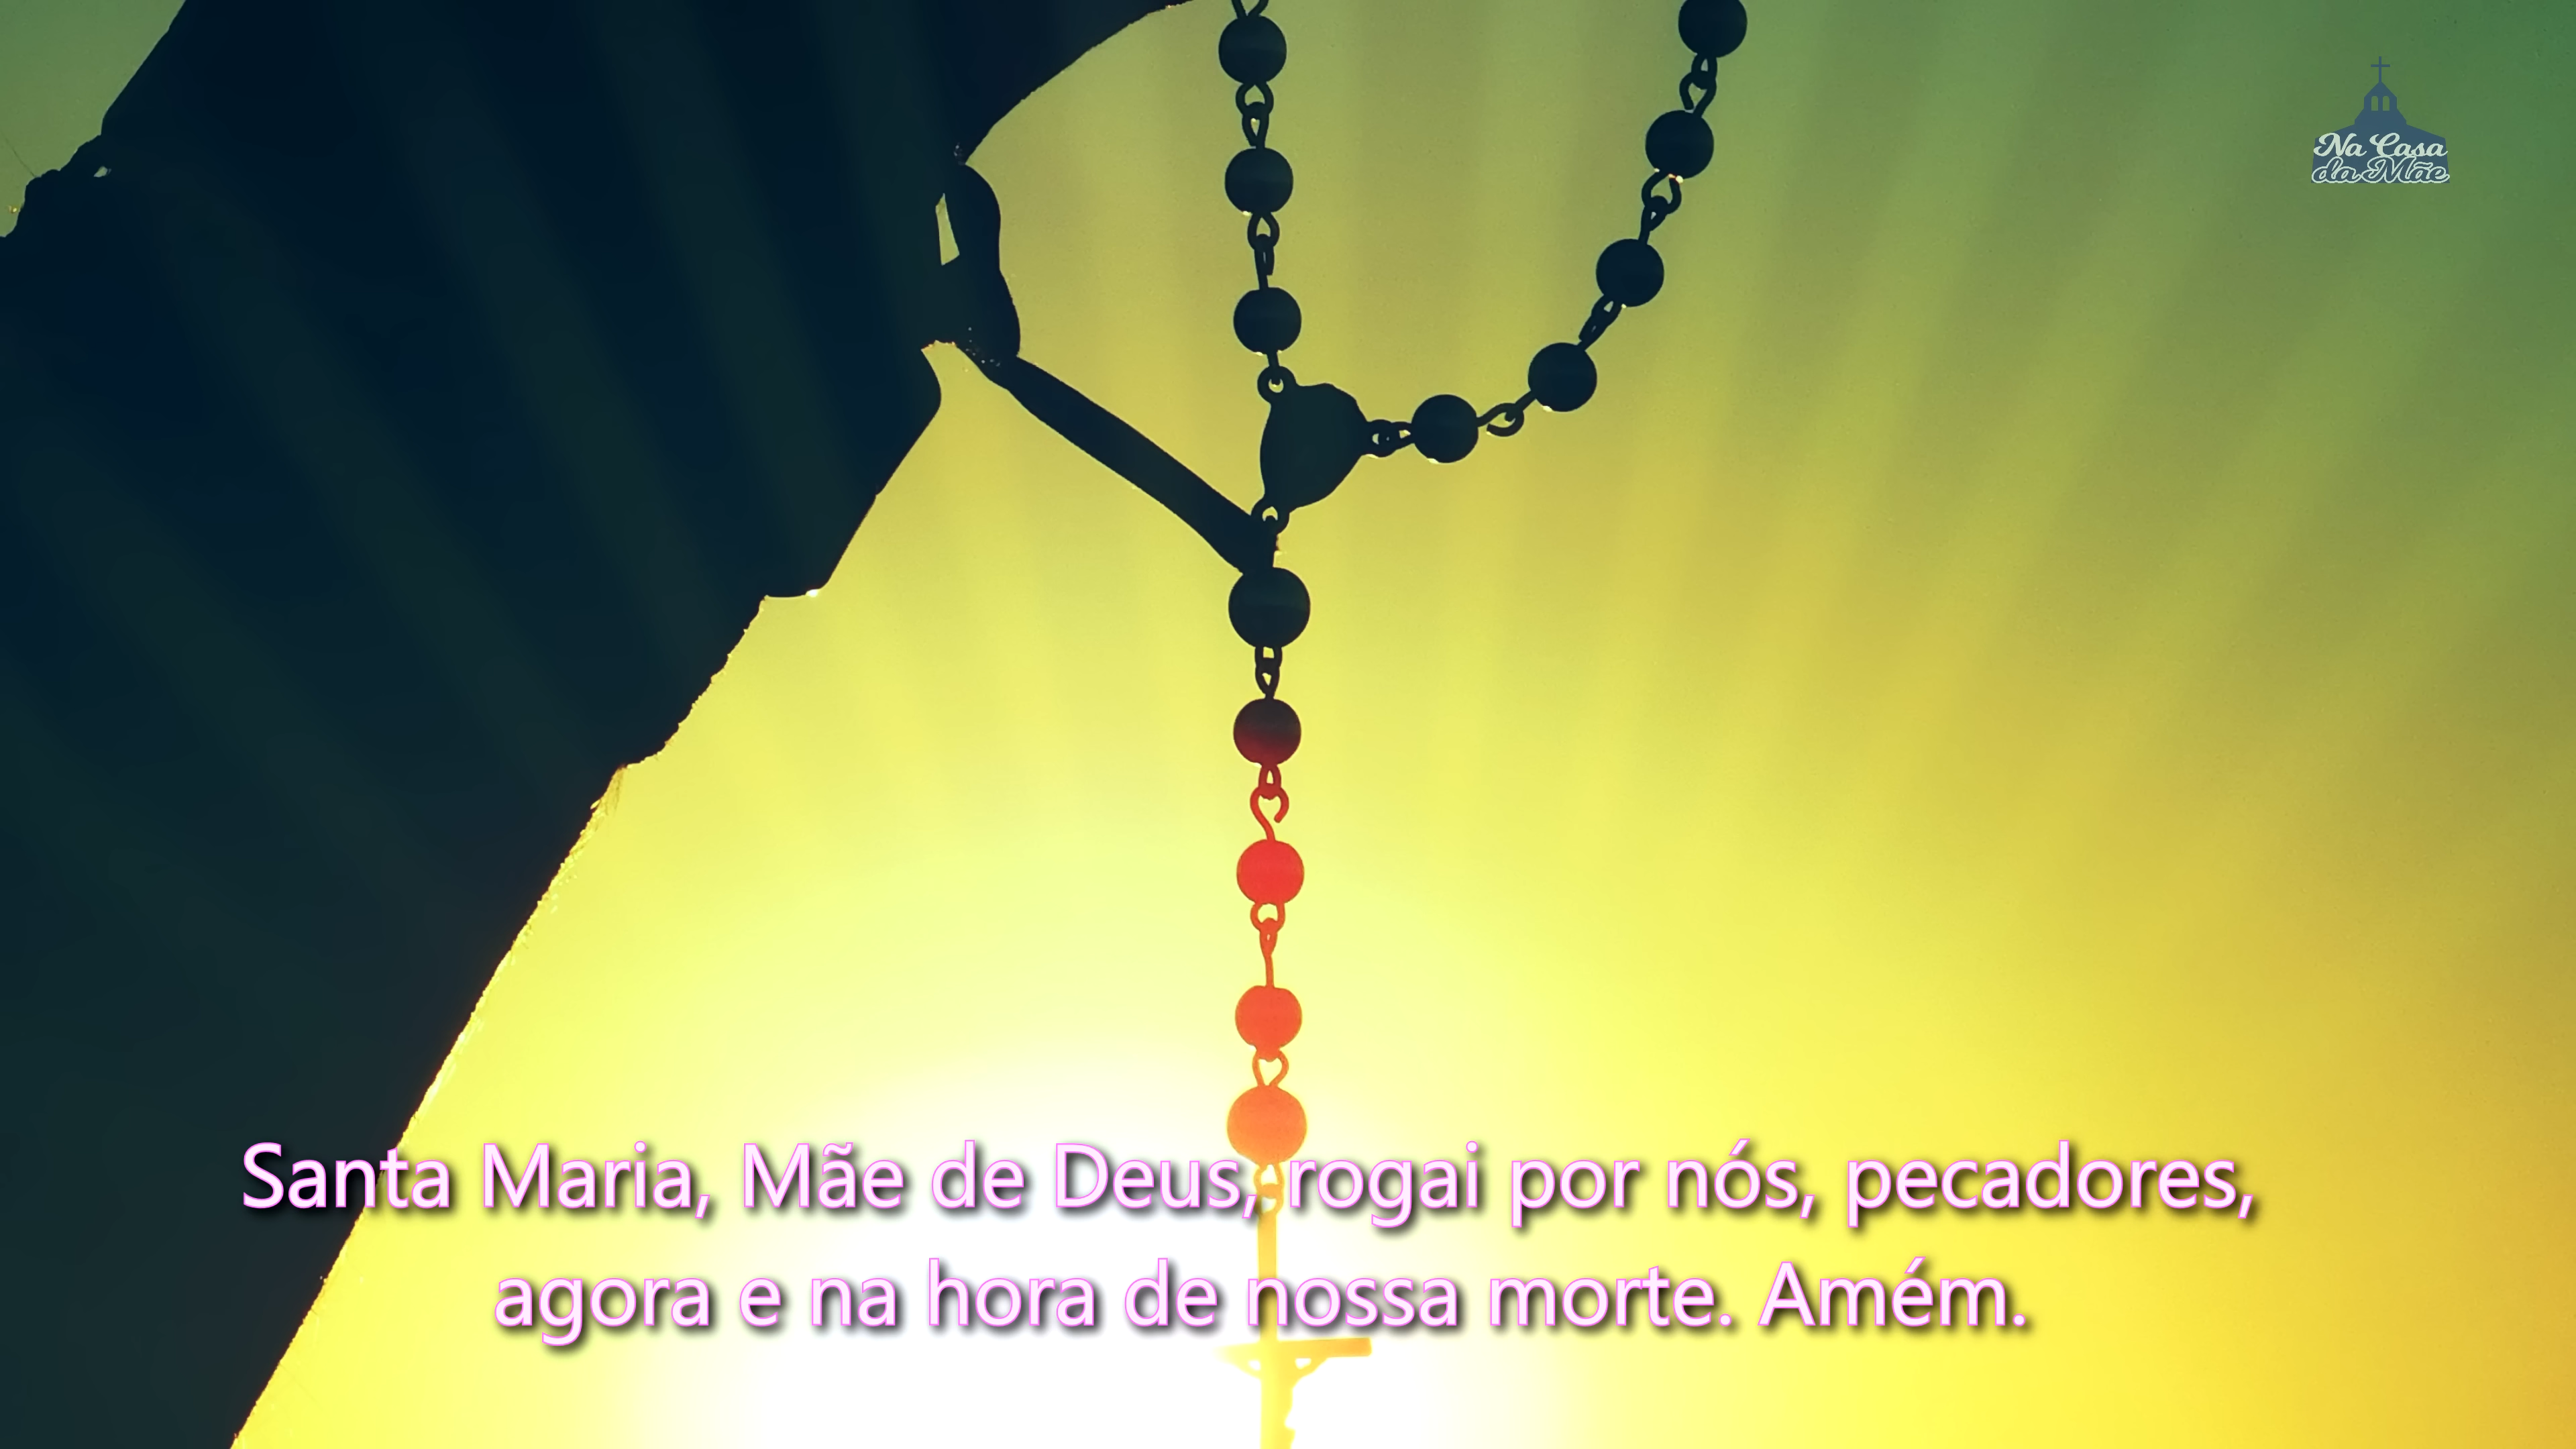 Na Casa
da Mãe
Santa Maria, Mãe de Deus, rogai por nós, pecadores,
agora e na hora de nossa morte. Amém.